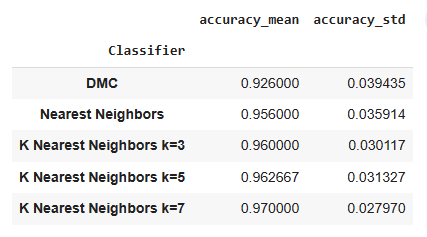 accuracy_mean accuracy_std
Classifier
DMC 0.926000 0.039435
Nearest Neighbors 0.956000 0.035914
K Nearest Neighbors k=3 0.960000 0.030117
K Nearest Neighbors k=5 0.962667 0.031327
K Nearest Neighbors k=7 0.970000 0.027970